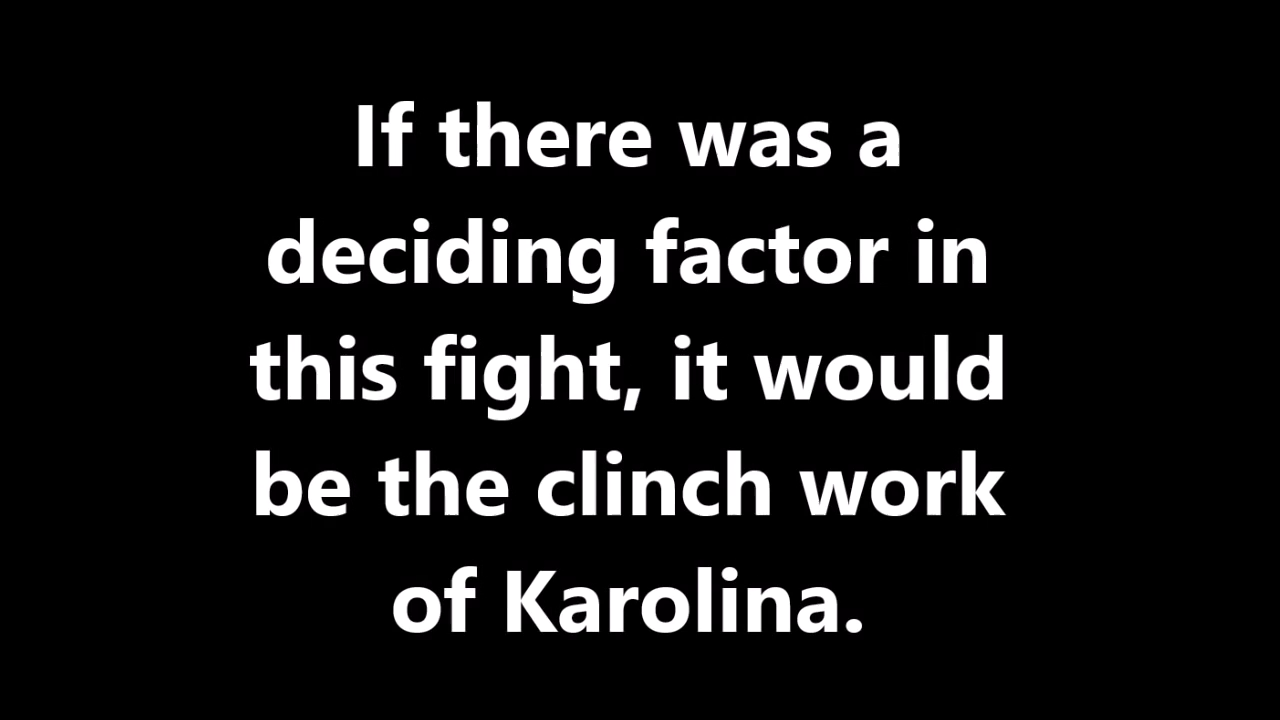 If there was a
deciding factor in
this fight, it would
be the clinch work
of Karolina.